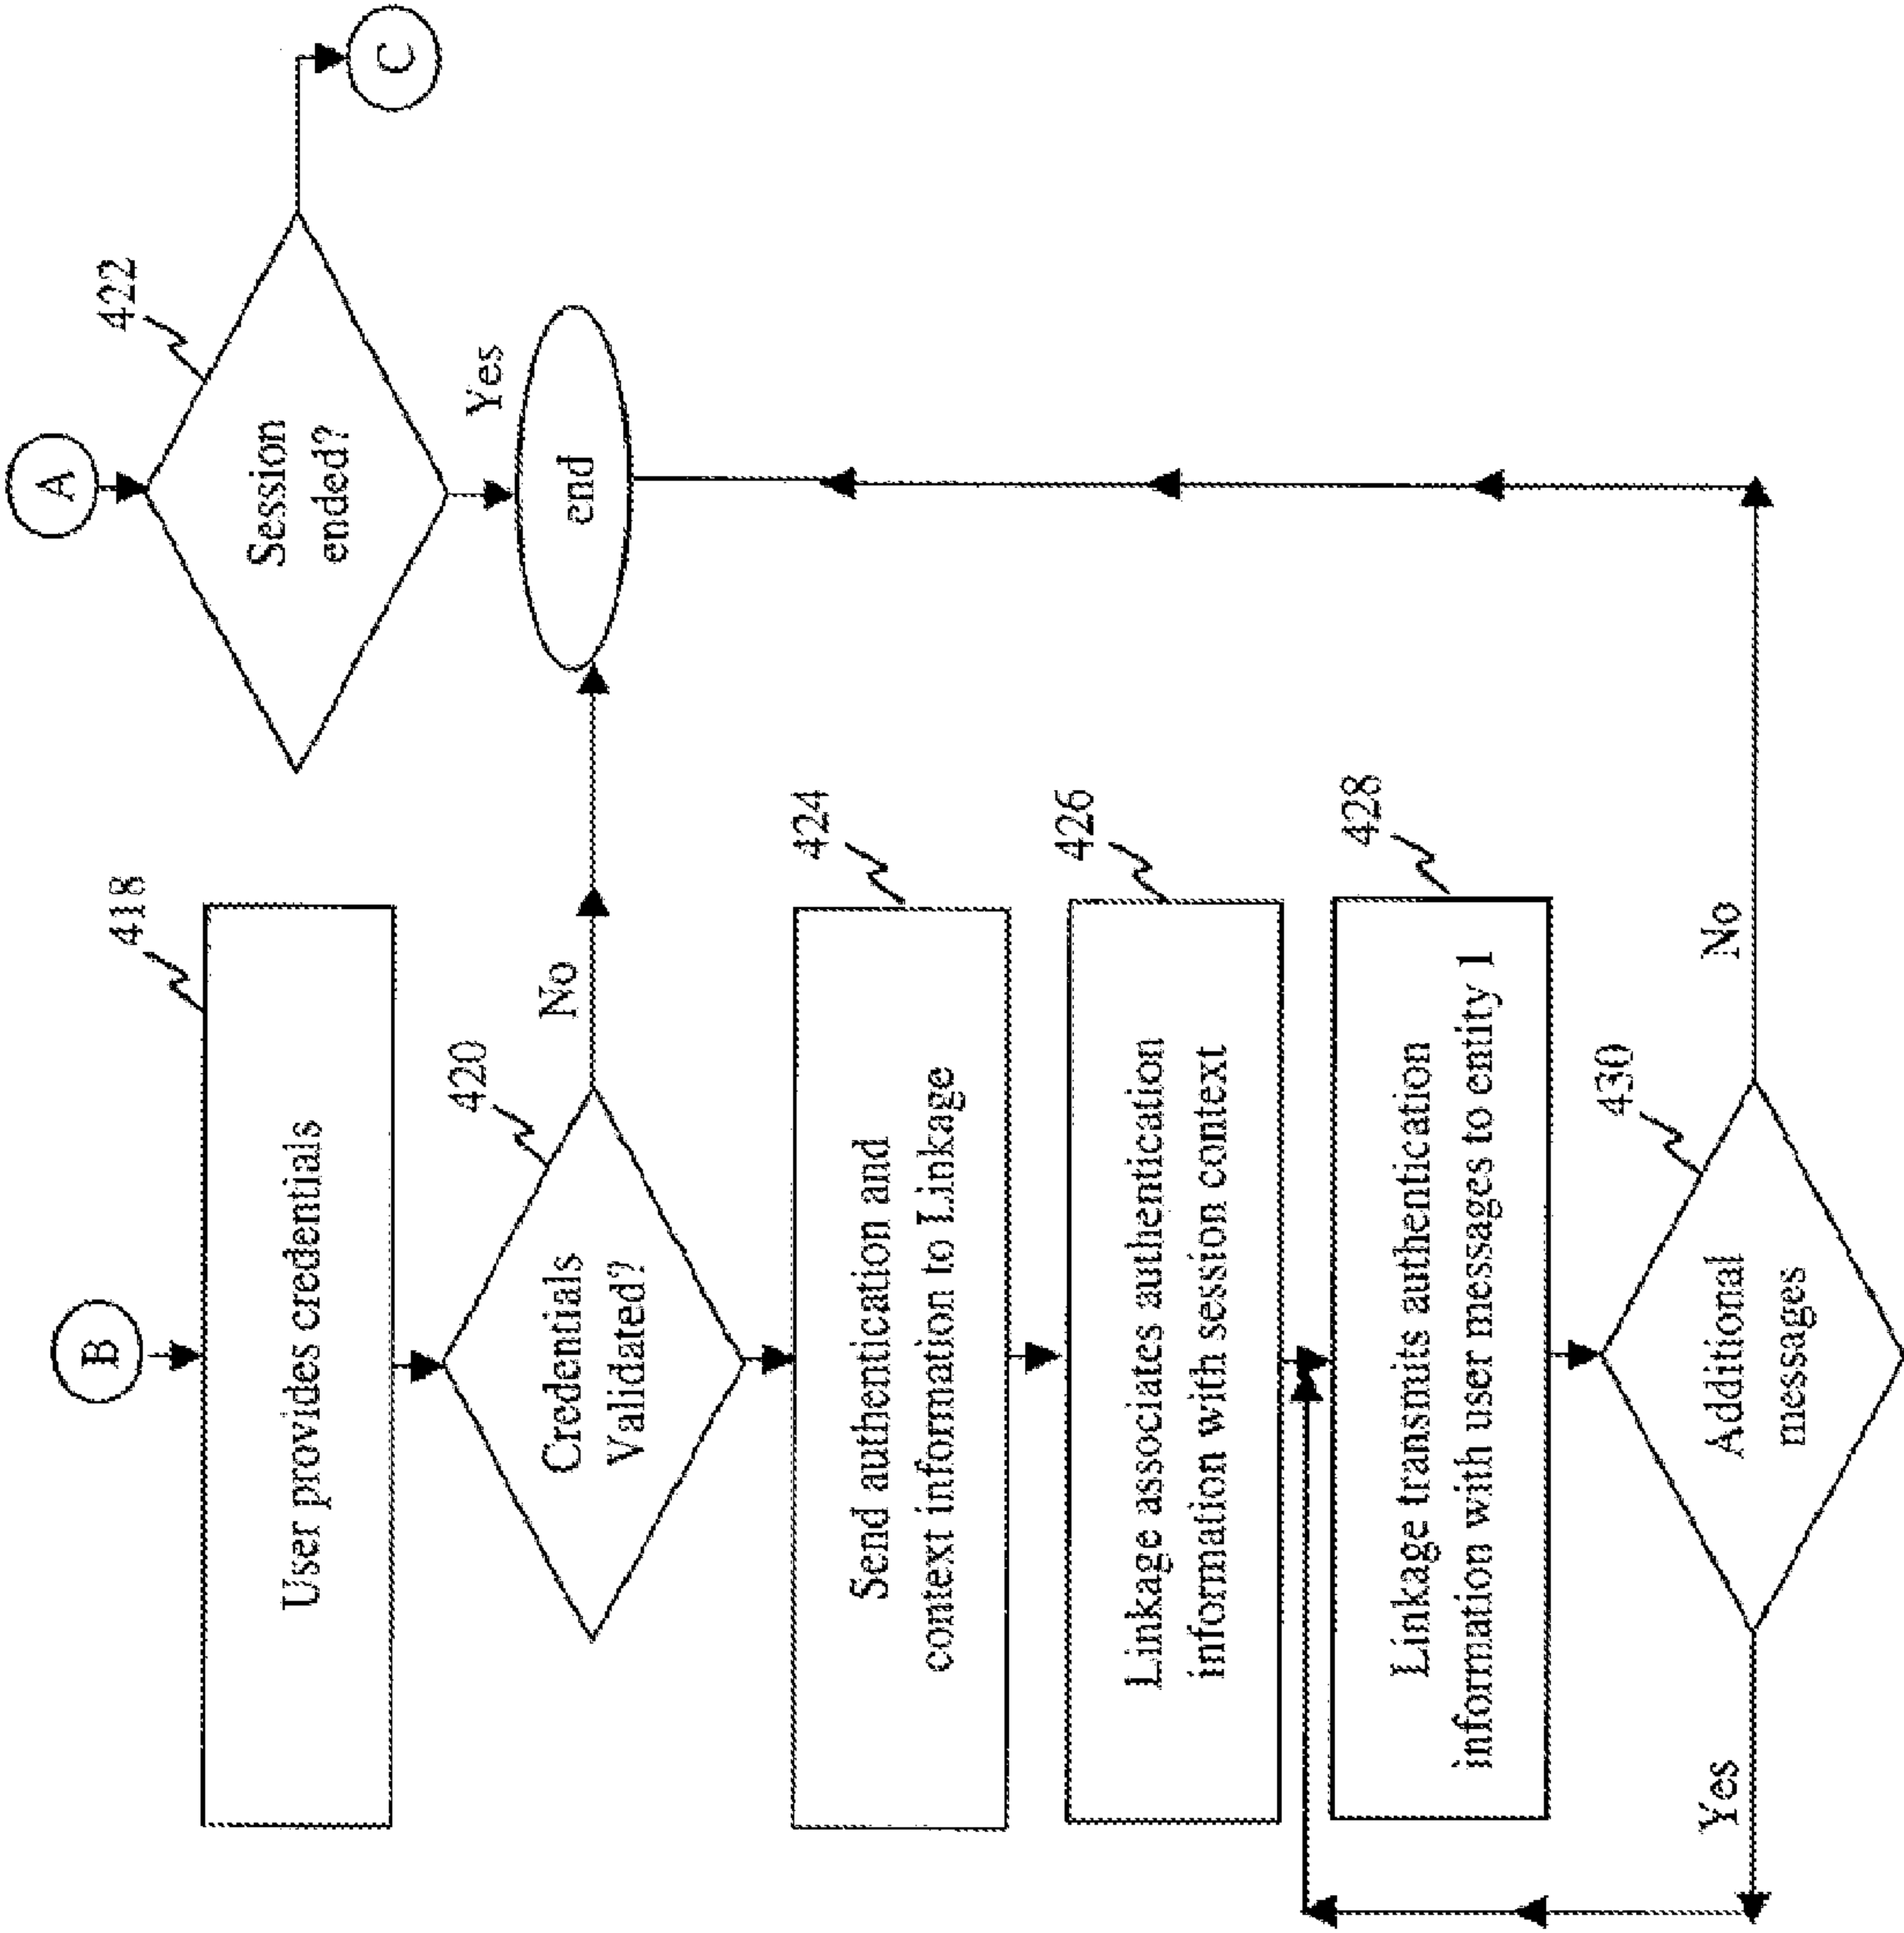 B
418
User provides credentials
420
Credentials
Validated?
No
424
Send authentication and
context information to Linkage
426
Linkage associates authentication
information with session context
428
Linkage transmits authentication
information with user messages to entity 1
430
Additional
messages
Yes
No
A
422
Session
ended?
Yes
C
end